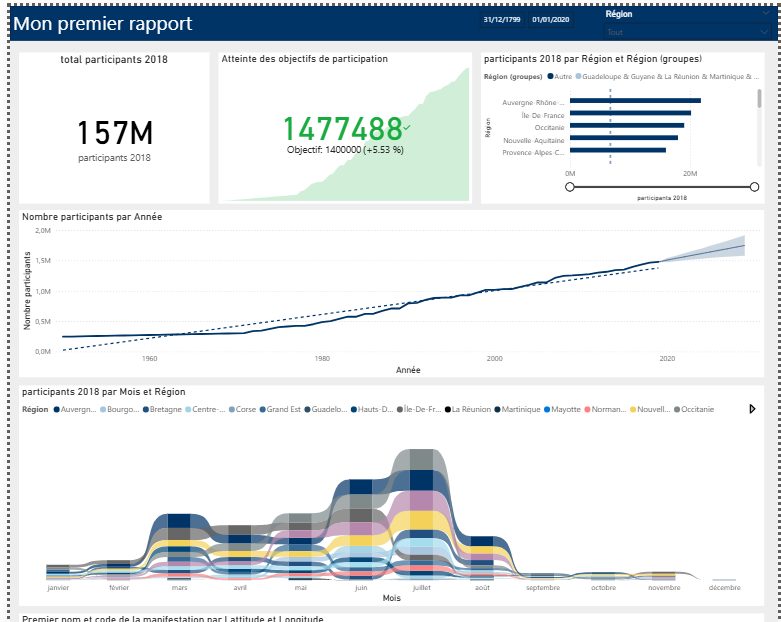 Mon premier rapport
31/12/1799 01/01/2020
Région
Tout
total participants 2018
157M
participants 2018
Atteinte des objectifs de participation
1477488
Objectif: 1400000 (+5.53 %)
participants 2018 par Région et Région (groupes)
Région (groupes) Autre Guadeloupe & Guyane & La Réunion & Martinique & ...
Région
Auvergne-Rhône-...
Île-De-France
Occitanie
Nouvelle-Aquitaine
Provence-Alpes-C...
0M 20M
participants 2018
Nombre participants par Année
Nombre participants
2,0M
1,5M
1,0M
0,5M
0,0M
1960 1980 2000 2020
Année
participants 2018 par Mois et Région
Région Auvergn... Bourgo... Bretagne Centre-... Corse Grand Est Guadelo... Hauts-D... Île-De-Fr... La Réunion Martinique Mayotte Norman... Nouvell... Occitanie
janvier février mars avril mai juin juillet août septembre octobre novembre décembre
Mois
Premier nom et code de la manifestation par Lattitude et Longitude